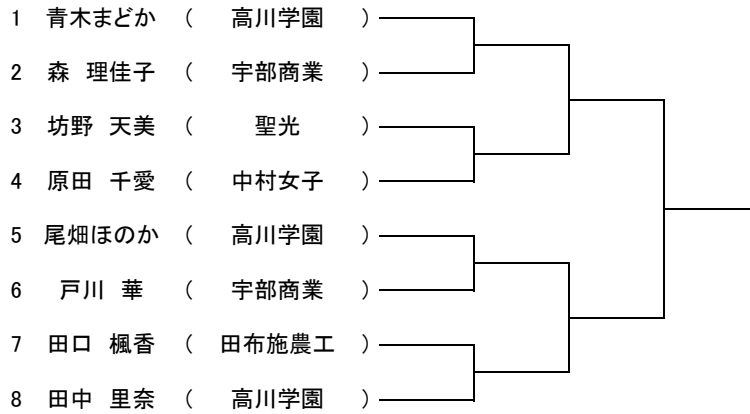 1 青木まどか （ 高川学園 ）
2 森 理佳子 （ 宇部商業 ）
3 坊野 天美 （ 聖光 ）
4 原田 千愛 （ 中村女子 ）
5 尾畑ほのか （ 高川学園 ）
6 戸川 華 （ 宇部商業 ）
7 田口 楓香 （ 田布施農工 ）
8 田中 里奈 （ 高川学園 ）